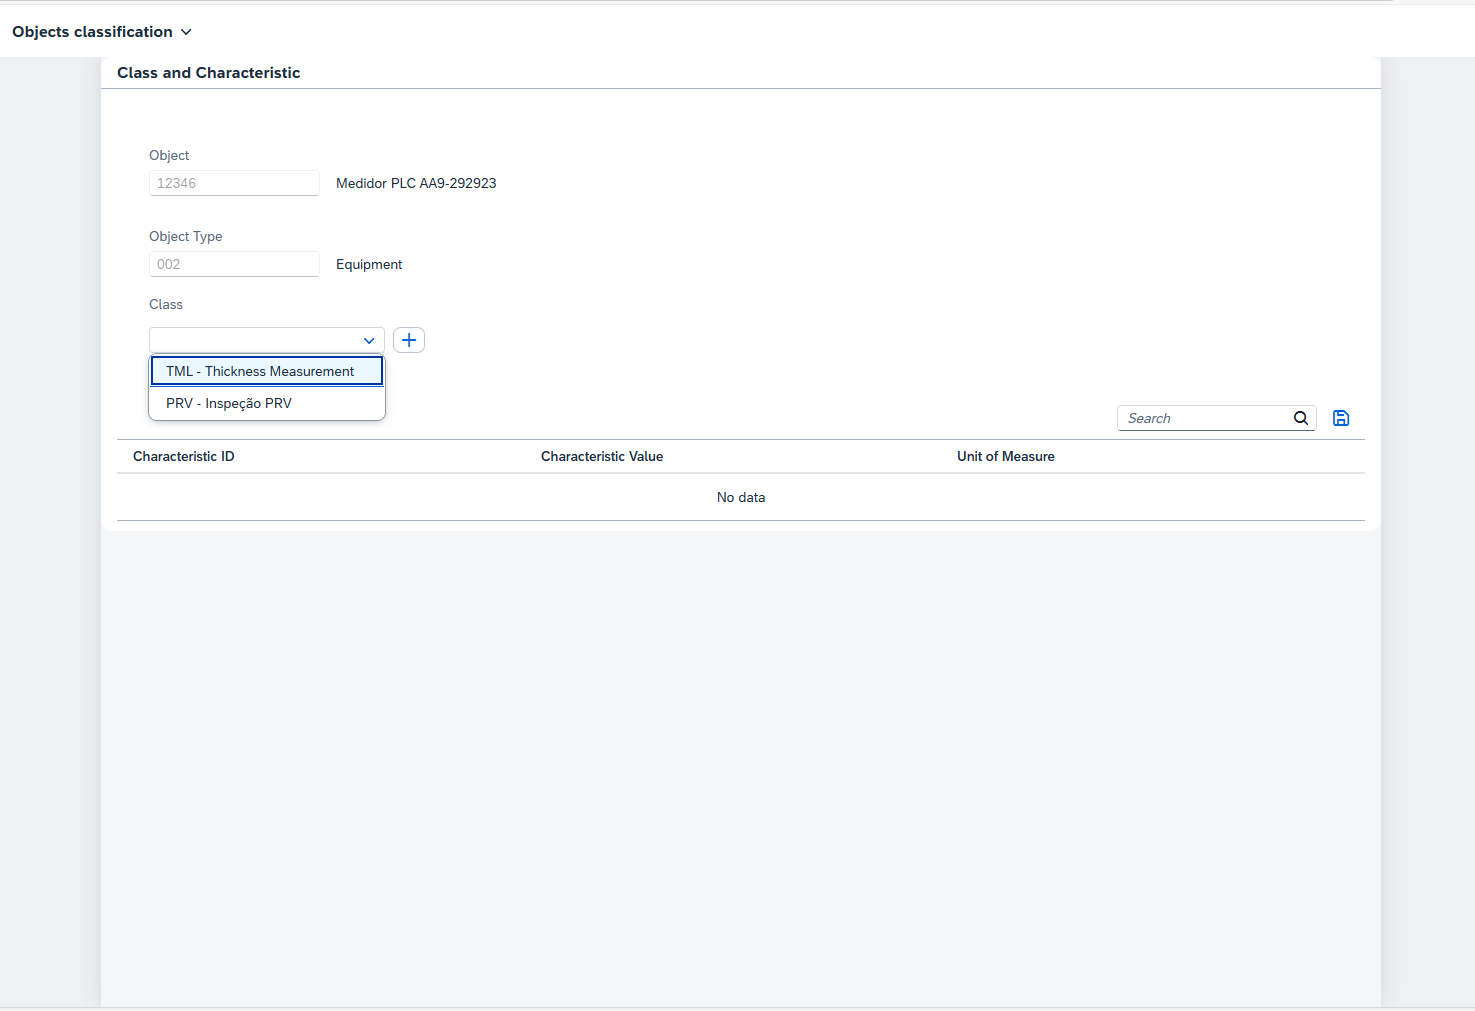 Objects classification
Class and Characteristic
Object
12346 Medidor PLC AA9-292923
Object Type
002 Equipment
Class
TML - Thickness Measurement
PRV - Inspeção PRV
Search
Characteristic ID Characteristic Value Unit of Measure
No data